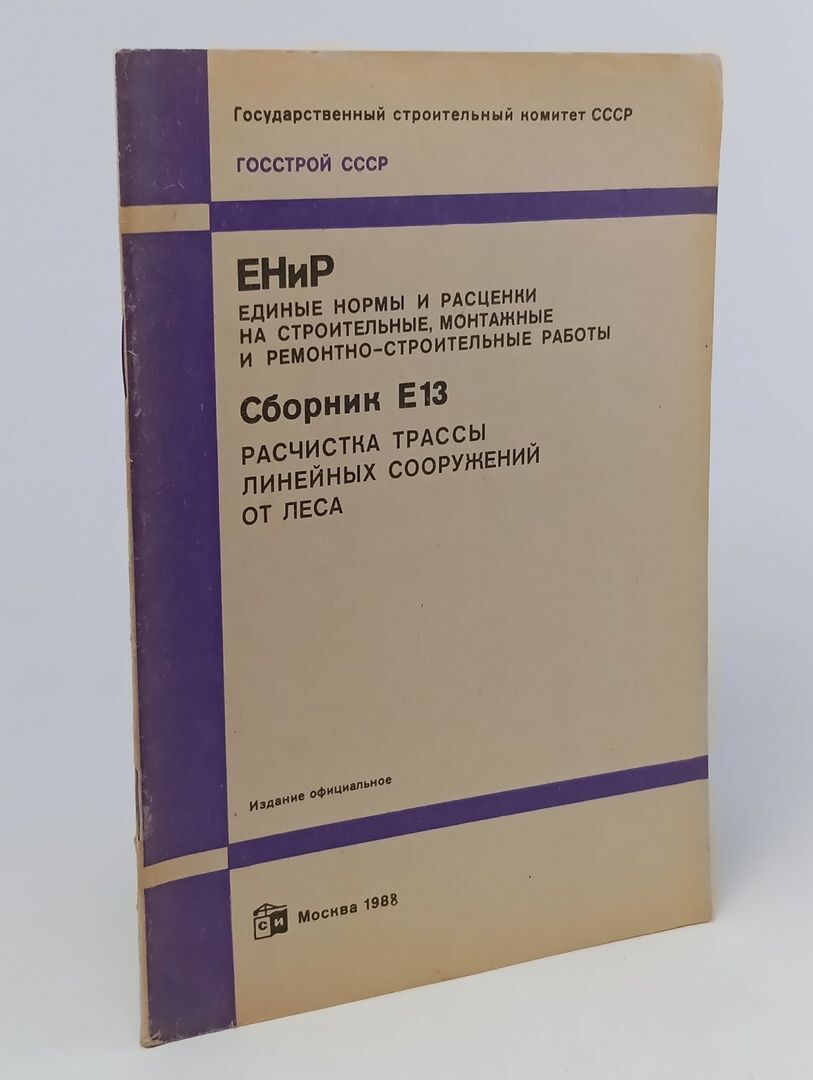 Государственный строительный комитет СССР
ГОССТРОЙ СССР
ЕНиР
ЕДИНЫЕ НОРМЫ И РАСЦЕНКИ
НА СТРОИТЕЛЬНЫЕ, МОНТАЖНЫЕ
И РЕМОНТНО-СТРОИТЕЛЬНЫЕ РАБОТЫ
Сборник Е13
РАСЧИСТКА ТРАССЫ
ЛИНЕЙНЫХ СООРУЖЕНИЙ
ОТ ЛЕСА
Издание официальное
СИ Москва 1988